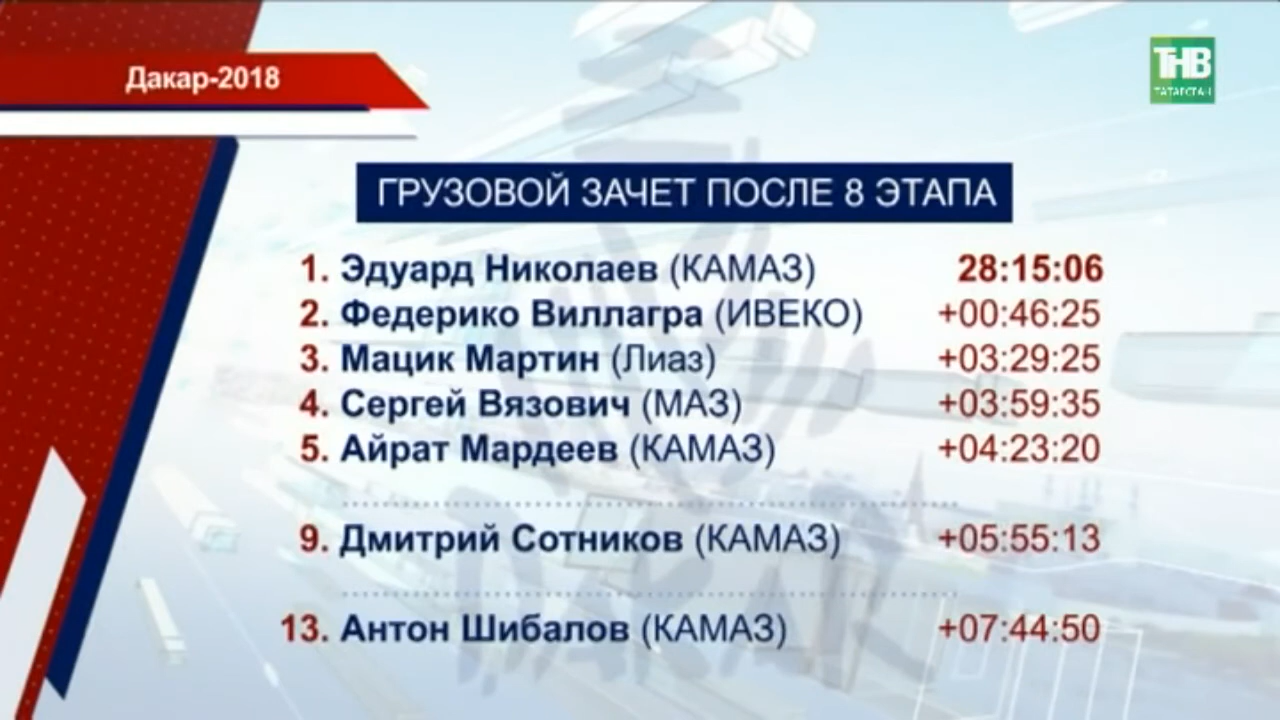 Дакар-2018
ТНВ
ТАТАРСТАН
ГРУЗОВОЙ ЗАЧЕТ ПОСЛЕ 8 ЭТАПА
1. Эдуард Николаев (КАМАЗ) 28:15:06
2. Федерико Виллагра (ИВЕКО) +00:46:25
3. Мацик Мартин (Лиаз) +03:29:25
4. Сергей Вязович (МАЗ) +03:59:35
5. Айрат Мардеев (КАМАЗ) +04:23:20
9. Дмитрий Сотников (КАМАЗ) +05:55:13
13. Антон Шибалов (КАМАЗ) +07:44:50